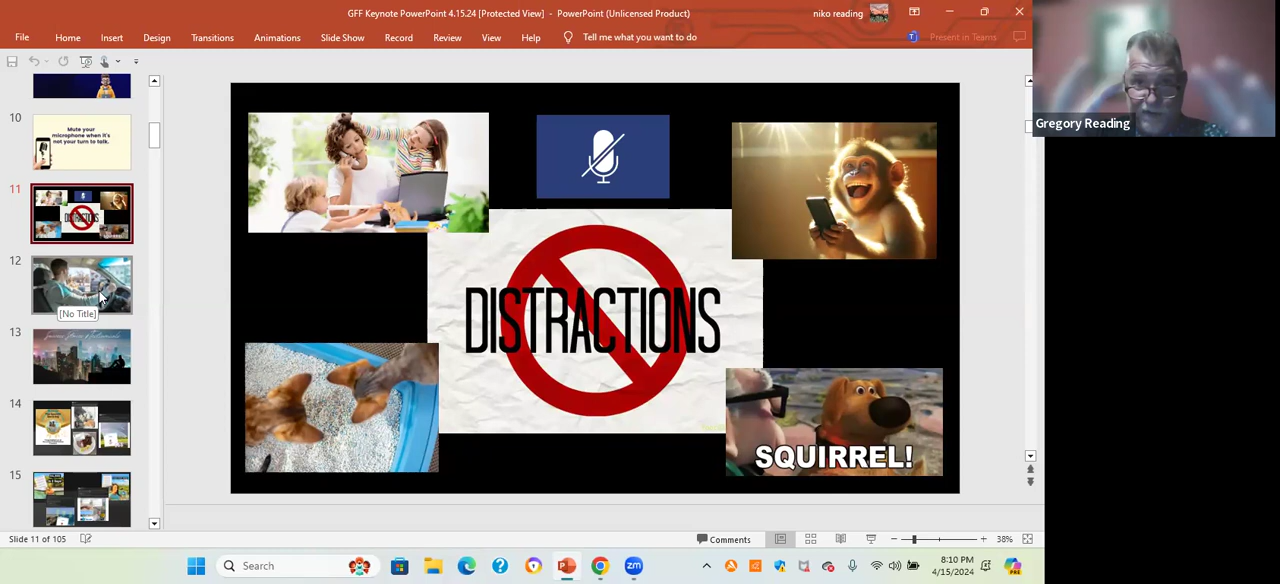 GFF Keynote PowerPoint 4.15.24 [Protected View] - PowerPoint (Unlicensed Product)
niko reading
File Home Insert Design Transitions Animations Slide Show Record Review View Help Tell me what you want to do
Present in Teams
Gregory Reading
10
Mute your
microphone when it's
not your turn to talk.
11
DISTRACTIONS
12
[No Title]
13
14
15
DISTRACTIONS
SQUIRREL!
Slide 11 of 105
Comments
38%
Search
zm
8:10 PM
4/15/2024
PRE